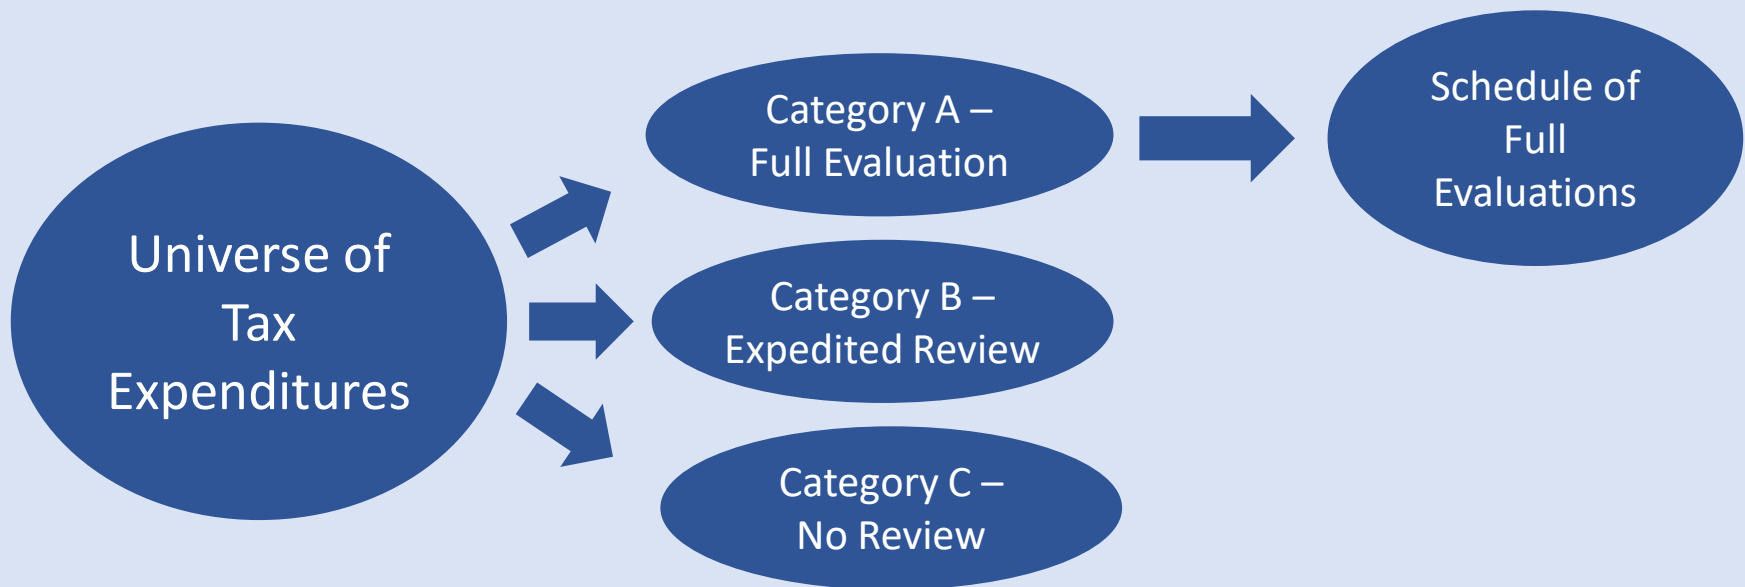 Universe of
Tax
Expenditures
Category A –
Full Evaluation
Category B –
Expedited Review
Category C –
No Review
Schedule of
Full
Evaluations